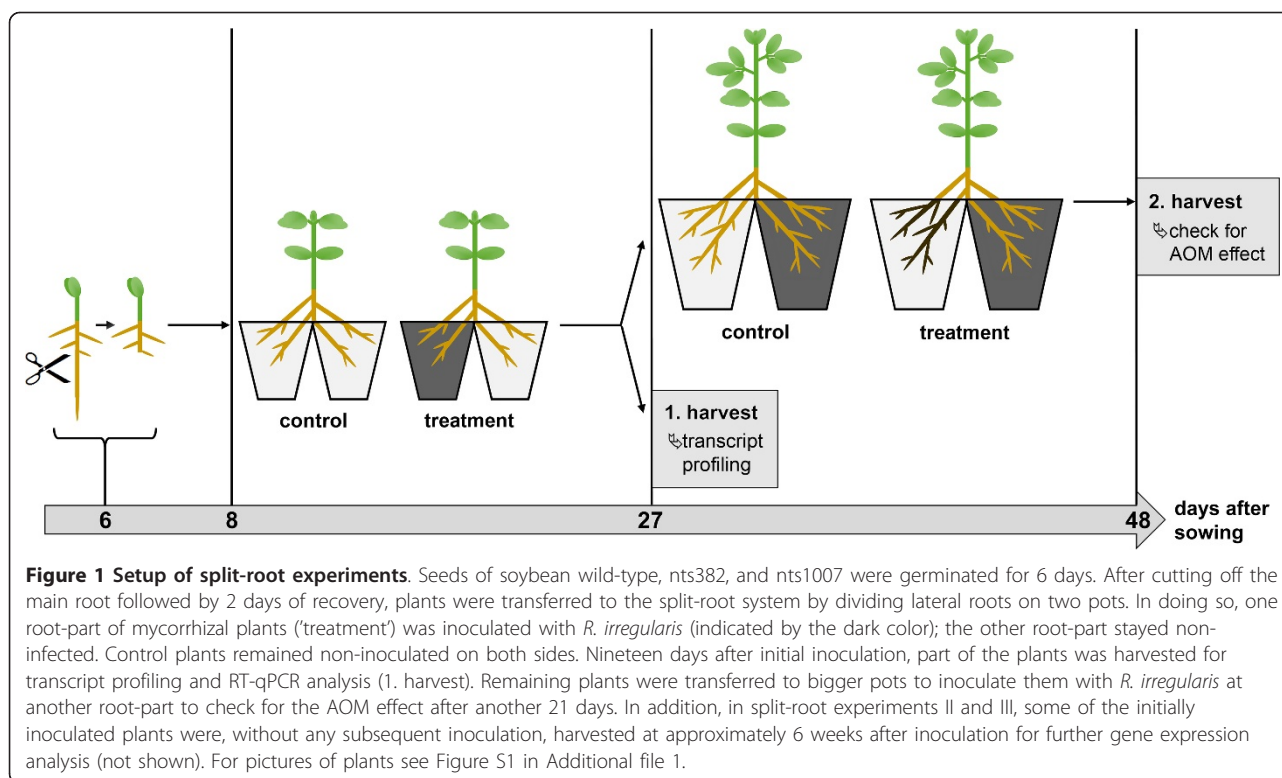 control
treatment
1. harvest
transcript
profiling
control
treatment
2. harvest
check for
AOM effect
6
8
27
48
days after
sowing
Figure 1 Setup of split-root experiments. Seeds of soybean wild-type, nts382, and nts1007 were germinated for 6 days. After cutting off the
main root followed by 2 days of recovery, plants were transferred to the split-root system by dividing lateral roots on two pots. In doing so, one
root-part of mycorrhizal plants ('treatment') was inoculated with R. irregularis (indicated by the dark color); the other root-part stayed non-
infected. Control plants remained non-inoculated on both sides. Nineteen days after initial inoculation, part of the plants was harvested for
transcript profiling and RT-qPCR analysis (1. harvest). Remaining plants were transferred to bigger pots to inoculate them with R. irregularis at
another root-part to check for the AOM effect after another 21 days. In addition, in split-root experiments II and III, some of the initially
inoculated plants were, without any subsequent inoculation, harvested at approximately 6 weeks after inoculation for further gene expression
analysis (not shown). For pictures of plants see Figure S1 in Additional file 1.